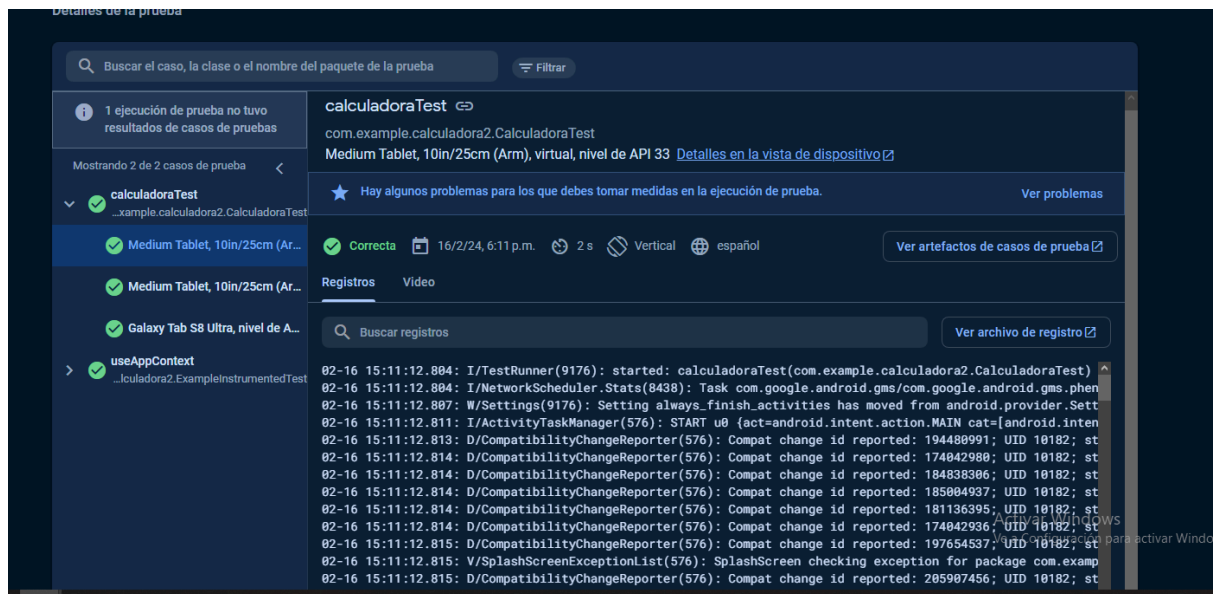 Detalles de la prueba
Buscar el caso, la clase o el nombre del paquete de la prueba
Filtrar
1 ejecución de prueba no tuvo
resultados de casos de pruebas
Mostrando 2 de 2 casos de prueba
calculadoraTest
...xample.calculadora2.CalculadoraTest
Medium Tablet, 10in/25cm (Ar...
Medium Tablet, 10in/25cm (Ar...
Galaxy Tab S8 Ultra, nivel de A...
useAppContext
...lculadora2.ExampleInstrumentedTest
calculadoraTest
com.example.calculadora2.CalculadoraTest
Medium Tablet, 10in/25cm (Arm), virtual, nivel de API 33 Detalles en la vista de dispositivo
Hay algunos problemas para los que debes tomar medidas en la ejecución de prueba.
Ver problemas
Correcta 16/2/24, 6:11 p.m. 2 s Vertical español
Ver artefactos de casos de prueba
Registros Video
Buscar registros
Ver archivo de registro
02-16 15:11:12.804: I/TestRunner(9176): started: calculadoraTest(com.example.calculadora2.CalculadoraTest)
02-16 15:11:12.804: I/NetworkScheduler.Stats(8438): Task com.google.android.gms/com.google.android.gms.phen
02-16 15:11:12.807: W/Settings(9176): Setting always_finish_activities has moved from android.provider.Sett
02-16 15:11:12.811: I/ActivityTaskManager(576): START u0 {act=android.intent.action.MAIN cat=[android.inten
02-16 15:11:12.813: D/CompatibilityChangeReporter(576): Compat change id reported: 194480991; UID 10182; st
02-16 15:11:12.814: D/CompatibilityChangeReporter(576): Compat change id reported: 174042980; UID 10182; st
02-16 15:11:12.814: D/CompatibilityChangeReporter(576): Compat change id reported: 184838306; UID 10182; st
02-16 15:11:12.814: D/CompatibilityChangeReporter(576): Compat change id reported: 185004937; UID 10182; st
02-16 15:11:12.814: D/CompatibilityChangeReporter(576): Compat change id reported: 181136395; UID 10182; st
02-16 15:11:12.814: D/CompatibilityChangeReporter(576): Compat change id reported: 174042936; UID 10182; st
02-16 15:11:12.815: D/CompatibilityChangeReporter(576): Compat change id reported: 197654537; UID 10182; st
02-16 15:11:12.815: V/SplashScreenExceptionList(576): SplashScreen checking exception for package com.examp
02-16 15:11:12.815: D/CompatibilityChangeReporter(576): Compat change id reported: 205907456; UID 10182; st
Activar Windows
Ve a Configuración para activar Windo